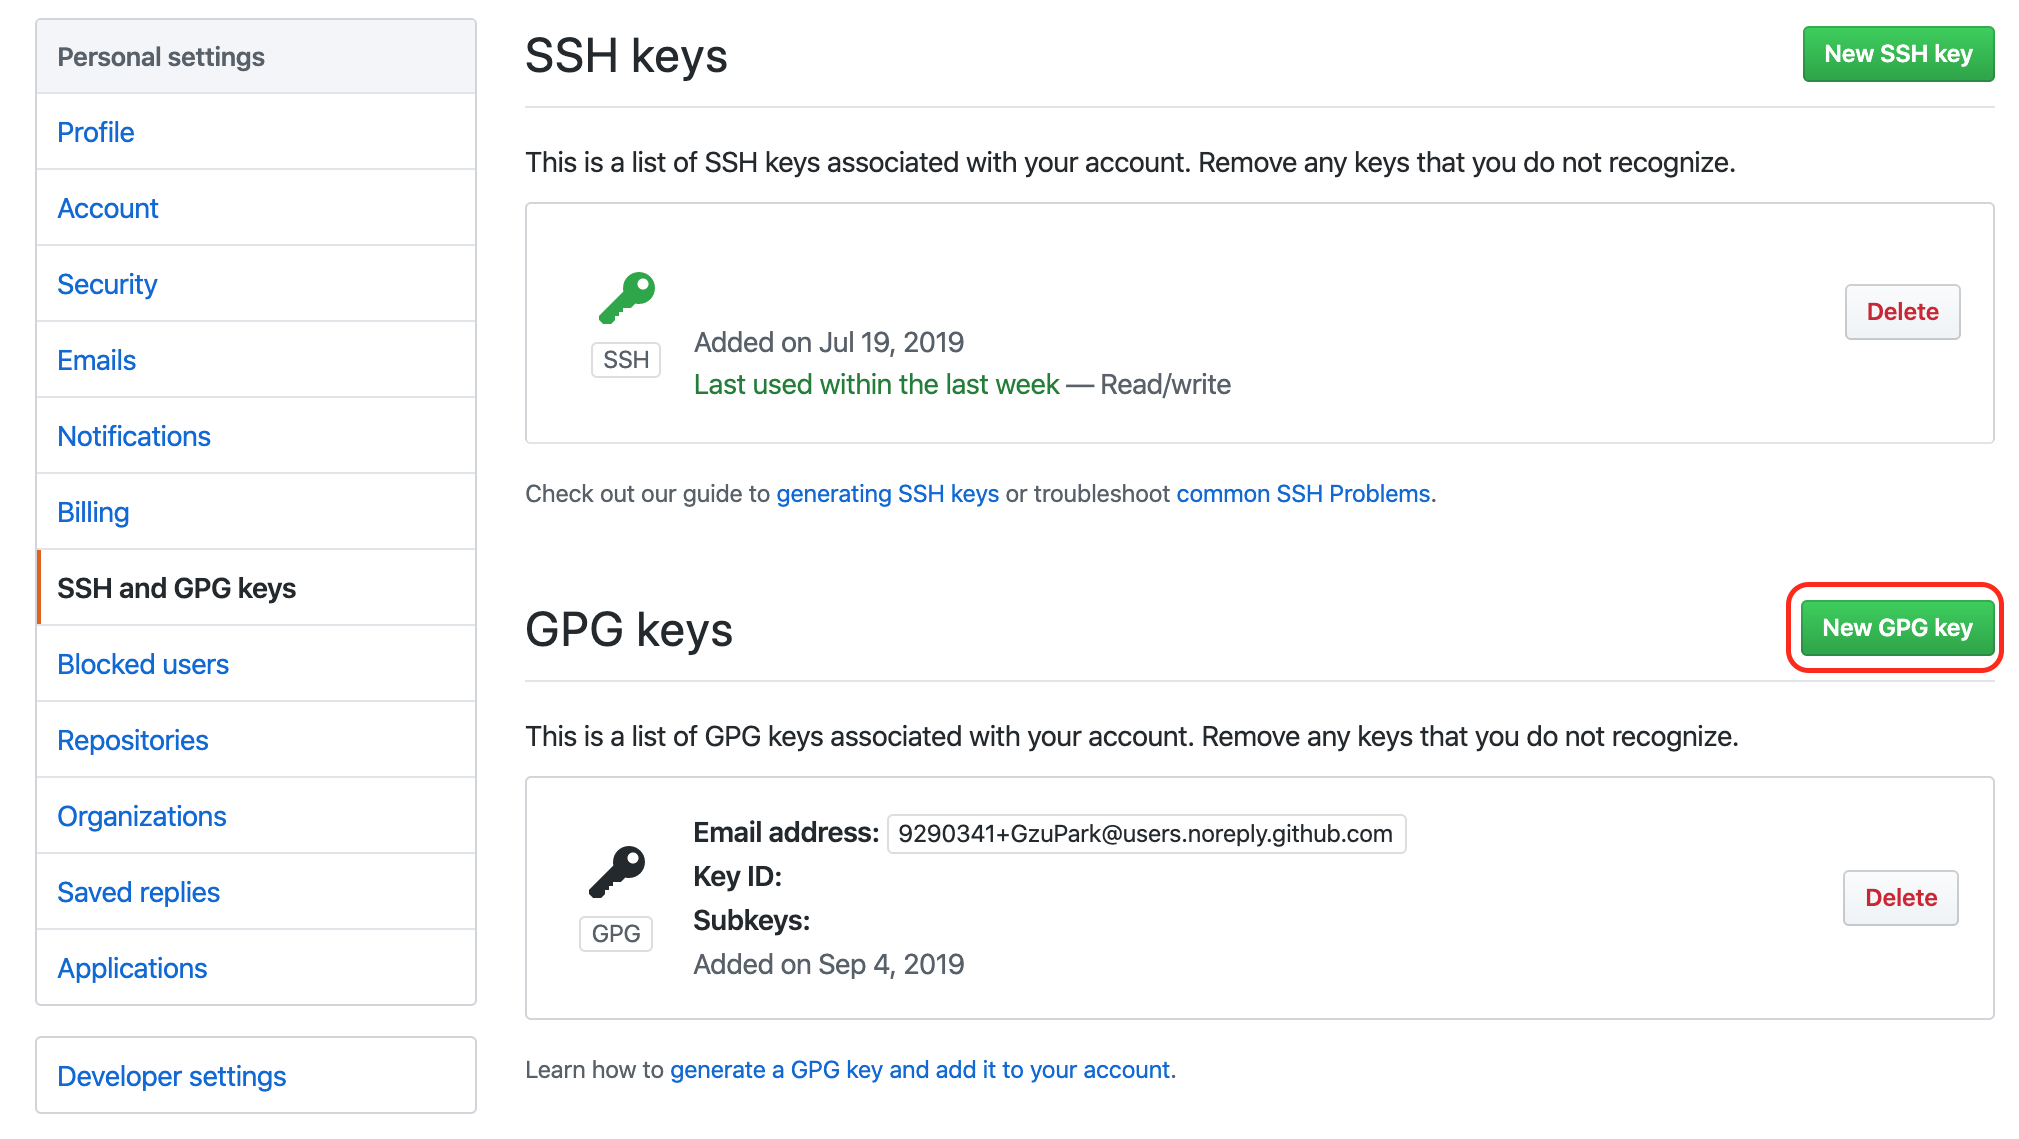 Personal settings
Profile
Account
Security
Emails
Notifications
Billing
SSH and GPG keys
Blocked users
Repositories
Organizations
Saved replies
Applications
Developer settings
SSH keys
New SSH key
This is a list of SSH keys associated with your account. Remove any keys that you do not recognize.
SSH
Added on Jul 19, 2019
Last used within the last week — Read/write
Delete
Check out our guide to generating SSH keys or troubleshoot common SSH Problems.
GPG keys
New GPG key
This is a list of GPG keys associated with your account. Remove any keys that you do not recognize.
GPG
Email address: 9290341+GzuPark@users.noreply.github.com
Key ID:
Subkeys:
Added on Sep 4, 2019
Delete
Learn how to generate a GPG key and add it to your account.